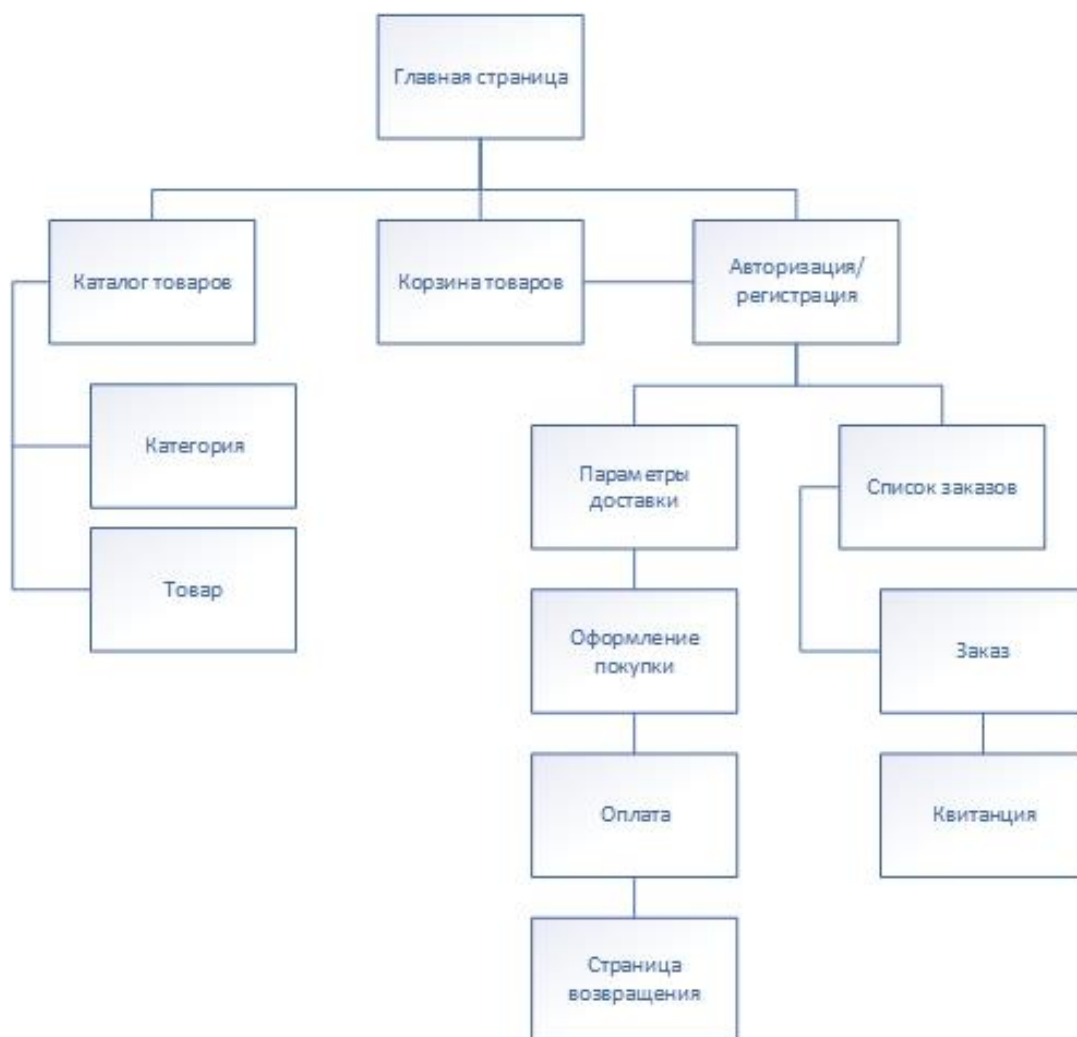 Главная страница
Каталог товаров
Корзина товаров
Авторизация/
регистрация
Категория
Товар
Параметры
доставки
Список заказов
Оформление
покупки
Заказ
Оплата
Квитанция
Страница
возвращения